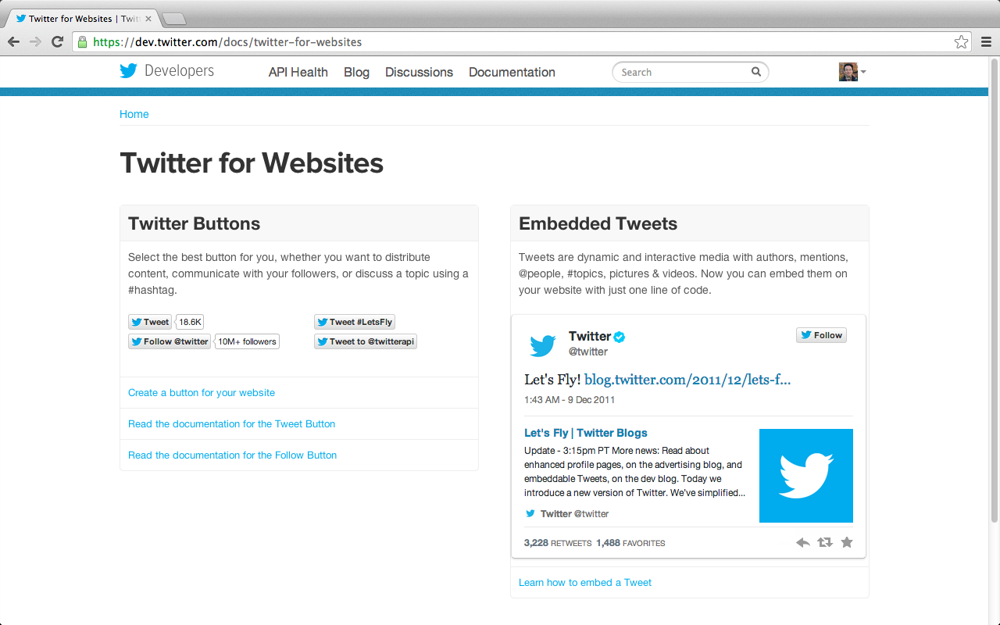 Twitter for Websites | Twitt
https://dev.twitter.com/docs/twitter-for-websites
Developers
API Health Blog Discussions Documentation
Search
Home
Twitter for Websites
Twitter Buttons
Select the best button for you, whether you want to distribute
content, communicate with your followers, or discuss a topic using a
#hashtag.
Tweet 18.6K
Tweet #LetsFly
Follow @twitter 10M+ followers
Tweet to @twitterapi
Create a button for your website
Read the documentation for the Tweet Button
Read the documentation for the Follow Button
Embedded Tweets
Tweets are dynamic and interactive media with authors, mentions,
@people, #topics, pictures & videos. Now you can embed them on
your website with just one line of code.
Twitter
@twitter
Follow
Let's Fly! blog.twitter.com/2011/12/lets-f...
1:43 AM - 9 Dec 2011
Let's Fly | Twitter Blogs
Update - 3:15pm PT More news: Read about
enhanced profile pages, on the advertising blog, and
embeddable Tweets, on the dev blog. Today we
introduce a new version of Twitter. We've simplified...
Twitter @twitter
3,228 RETWEETS 1,488 FAVORITES
Learn how to embed a Tweet